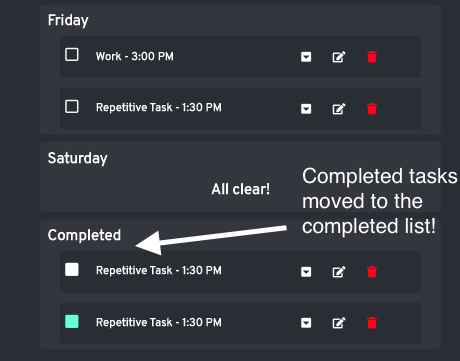 Friday
Work - 3:00 PM
Repetitive Task - 1:30 PM
Saturday
All clear!
Completed tasks
moved to the
completed list!
Completed
Repetitive Task - 1:30 PM
Repetitive Task - 1:30 PM